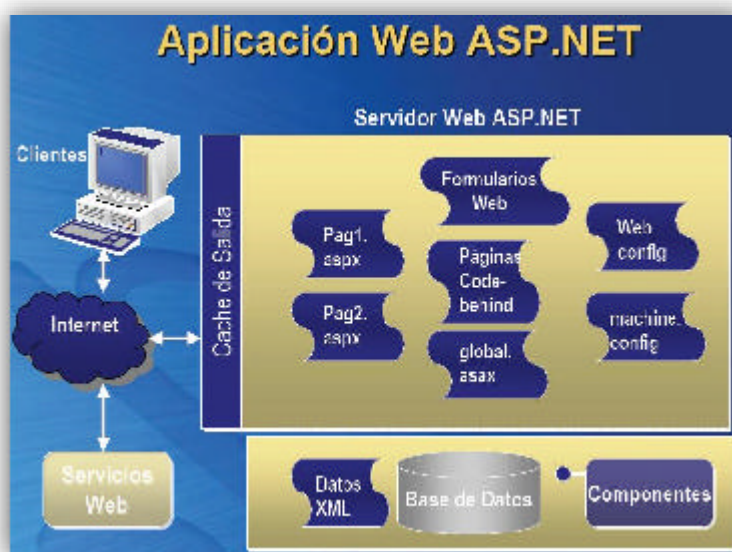 Aplicación Web ASP.NET
Servidor Web ASP.NET
Clientes
Internet
Servicios
Web
Cache de Salida
Pag1.
aspx
Pag2.
aspx
Formularios
Web
Páginas
Code-
behind
global.
asax
Web
config
machine.
config
Datos
XML
Base de Datos
Componentes